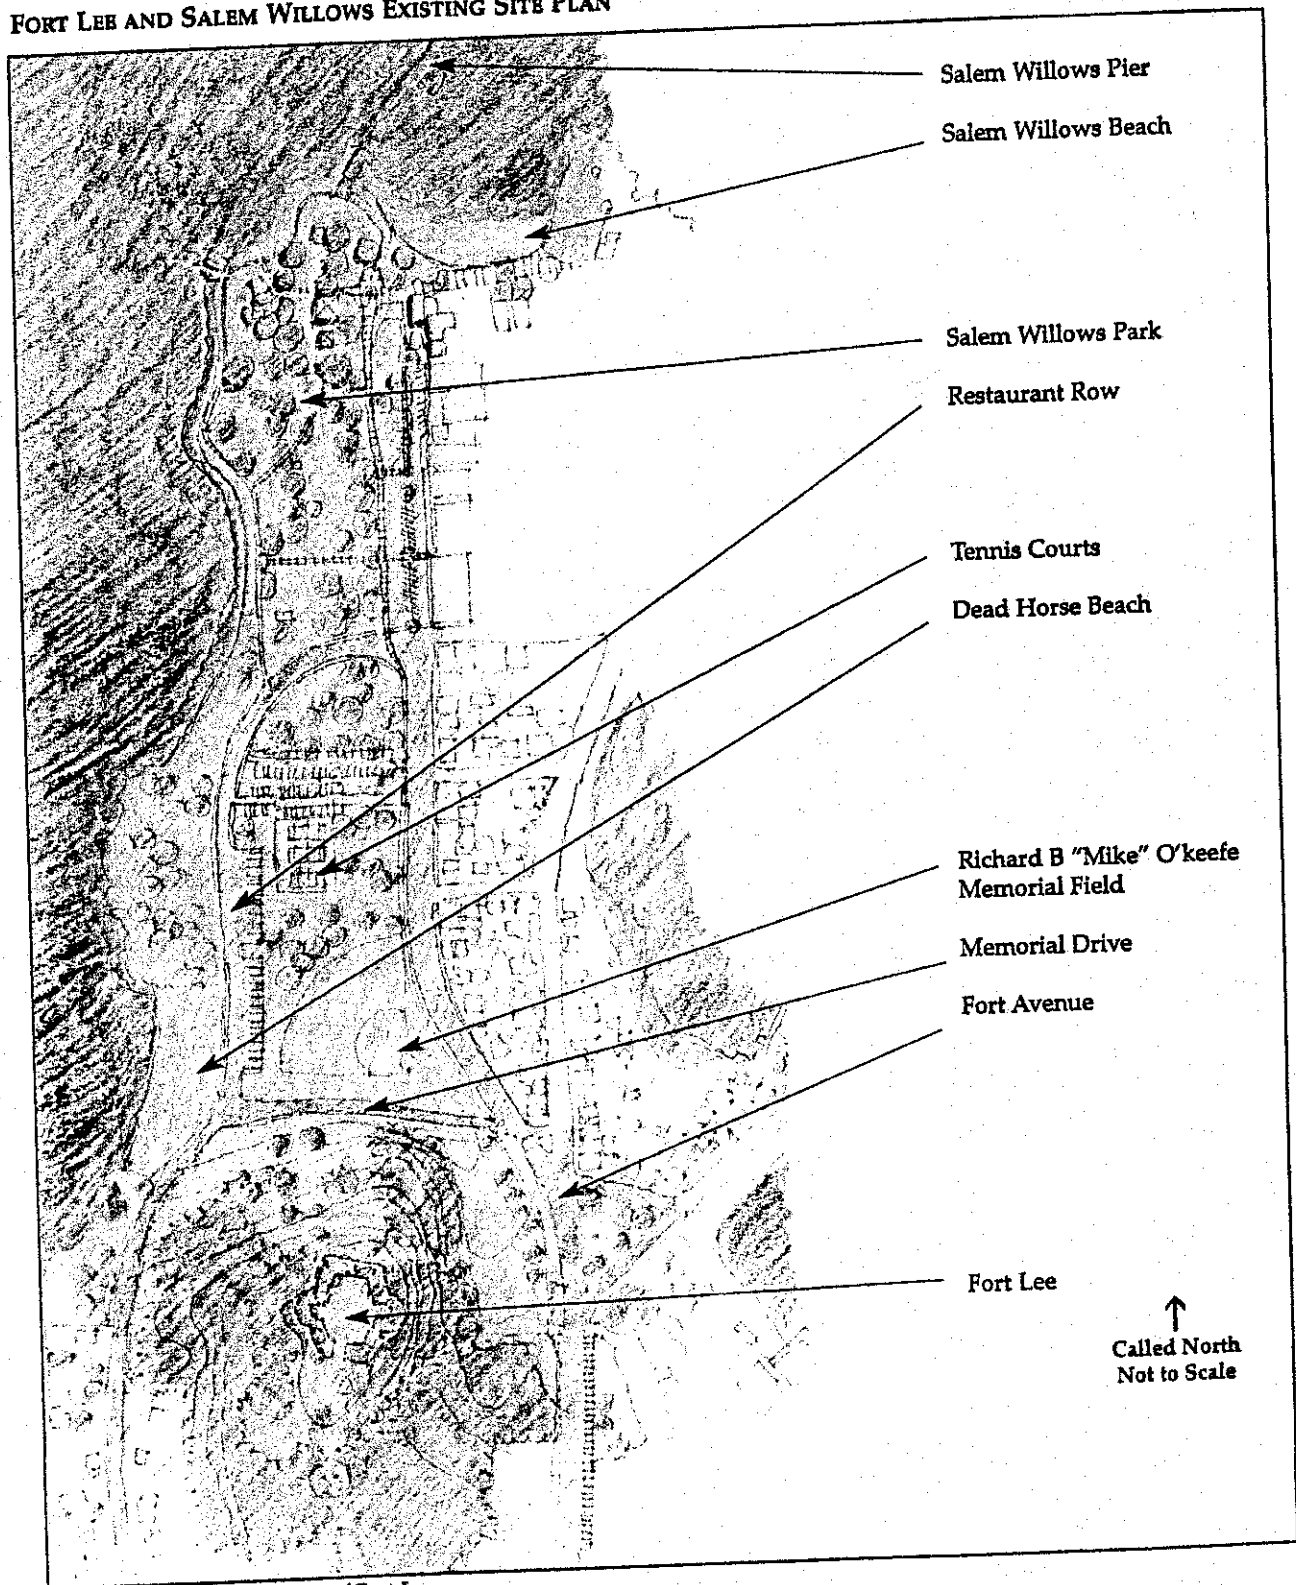 FORT LEE AND SALEM WILLOWS EXISTING SITE PLAN
Salem Willows Pier
Salem Willows Beach
Salem Willows Park
Restaurant Row
Tennis Courts
Dead Horse Beach
Richard B "Mike" O'keefe
Memorial Field
Memorial Drive
Fort Avenue
Fort Lee
Called North
Not to Scale